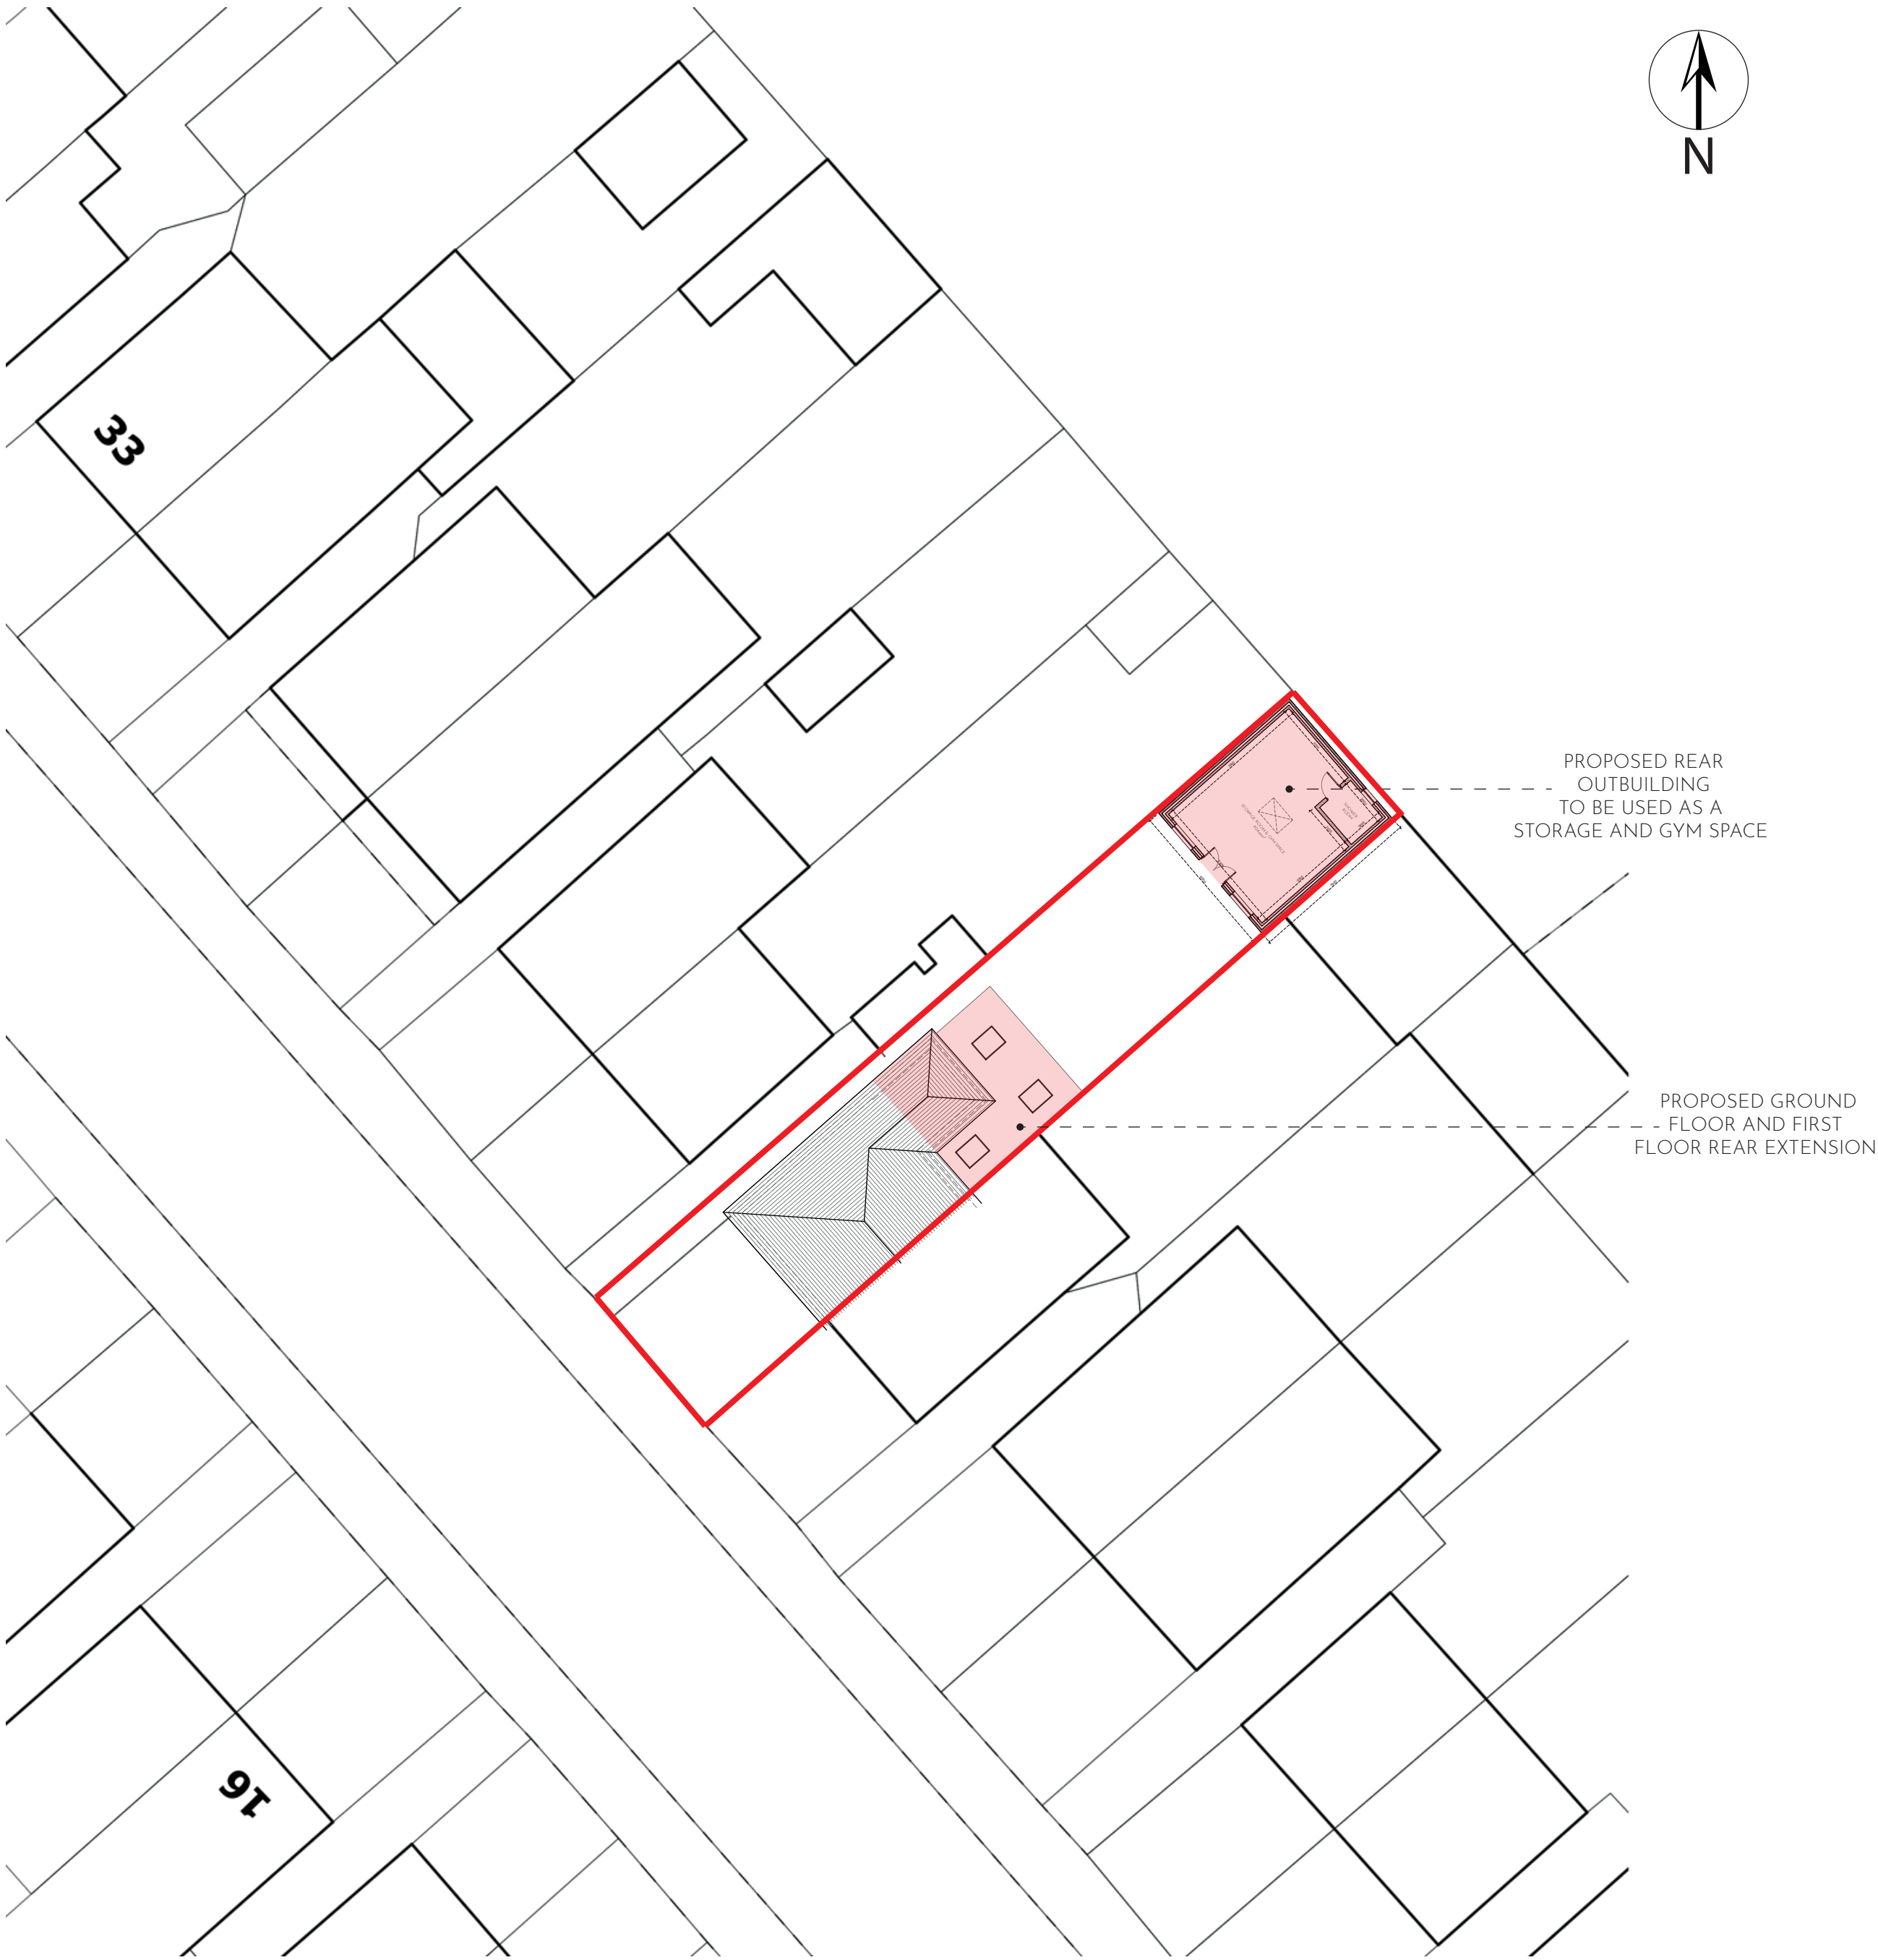 N
33
PROPOSED REAR
OUTBUILDING
TO BE USED AS A
STORAGE AND GYM SPACE
PROPOSED GROUND
FLOOR AND FIRST
FLOOR REAR EXTENSION
16